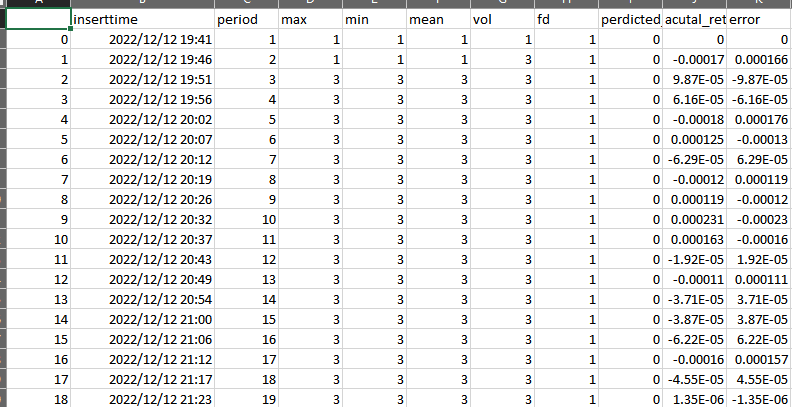 inserttime period max min mean vol fd perdicted_ acutal_ret error
0 2022/12/12 19:41 1 1 1 1 1 1 0 0 0
1 2022/12/12 19:46 2 1 1 1 3 1 0 -0.00017 0.000166
2 2022/12/12 19:51 3 3 3 3 3 1 0 9.87E-05 -9.87E-05
3 2022/12/12 19:56 4 3 3 3 3 1 0 6.16E-05 -6.16E-05
4 2022/12/12 20:02 5 3 3 3 3 1 0 -0.00018 0.000176
5 2022/12/12 20:07 6 3 3 3 3 1 0 0.000125 -0.00013
6 2022/12/12 20:12 7 3 3 3 3 1 0 -6.29E-05 6.29E-05
7 2022/12/12 20:19 8 3 3 3 3 1 0 -0.00012 0.000119
8 2022/12/12 20:26 9 3 3 3 3 1 0 0.000119 -0.00012
9 2022/12/12 20:32 10 3 3 3 3 1 0 0.000231 -0.00023
10 2022/12/12 20:37 11 3 3 3 3 1 0 0.000163 -0.00016
11 2022/12/12 20:43 12 3 3 3 3 1 0 -1.92E-05 1.92E-05
12 2022/12/12 20:49 13 3 3 3 3 1 0 -0.00011 0.000111
13 2022/12/12 20:54 14 3 3 3 3 1 0 -3.71E-05 3.71E-05
14 2022/12/12 21:00 15 3 3 3 3 1 0 -3.87E-05 3.87E-05
15 2022/12/12 21:06 16 3 3 3 3 1 0 -6.22E-05 6.22E-05
16 2022/12/12 21:12 17 3 3 3 3 1 0 -0.00016 0.000157
17 2022/12/12 21:17 18 3 3 3 3 1 0 -4.55E-05 4.55E-05
18 2022/12/12 21:23 19 3 3 3 3 1 0 1.35E-06 -1.35E-06